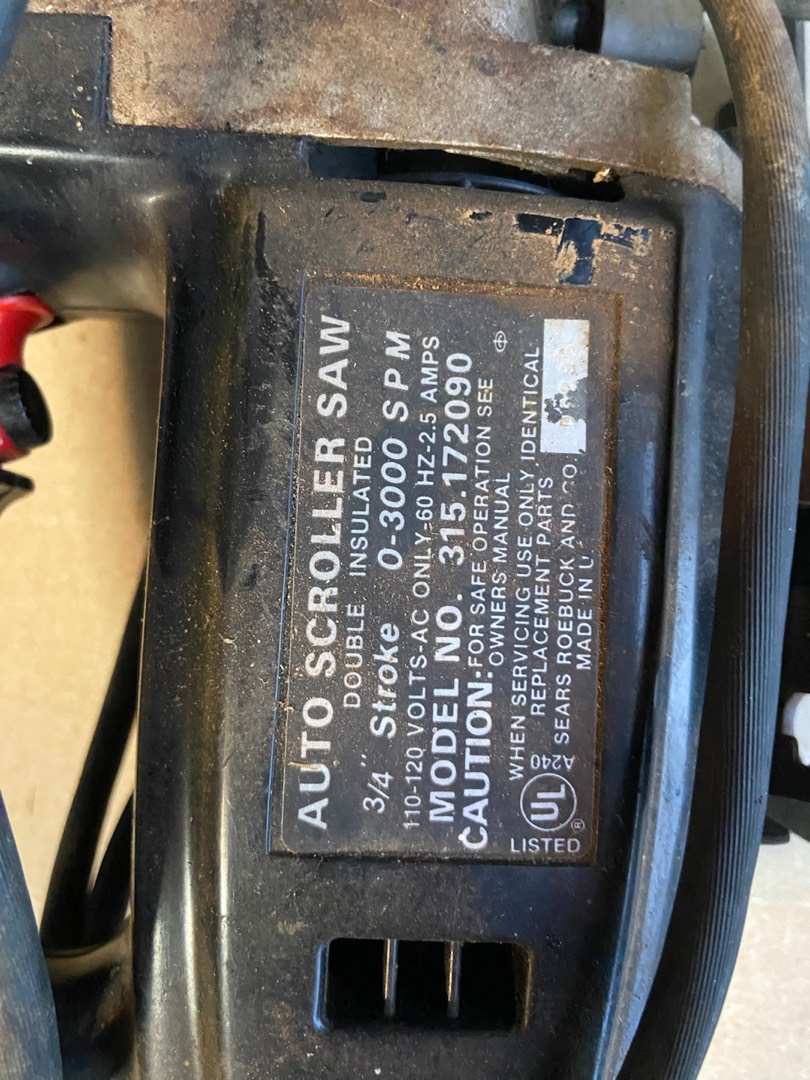 AUTO SCROLLER SAW
DOUBLE INSULATED
3/4" Stroke 0-3000 SPM
110-120 VOLTS-AC ONLY-60 HZ-2.5 AMPS
MODEL NO. 315.172090
CAUTION: FOR SAFE OPERATION SEE
OWNERS MANUAL
WHEN SERVICING USE ONLY IDENTICAL
REPLACEMENT PARTS
SEARS ROEBUCK AND CO.
MADE IN U
UL
®
A240
LISTED